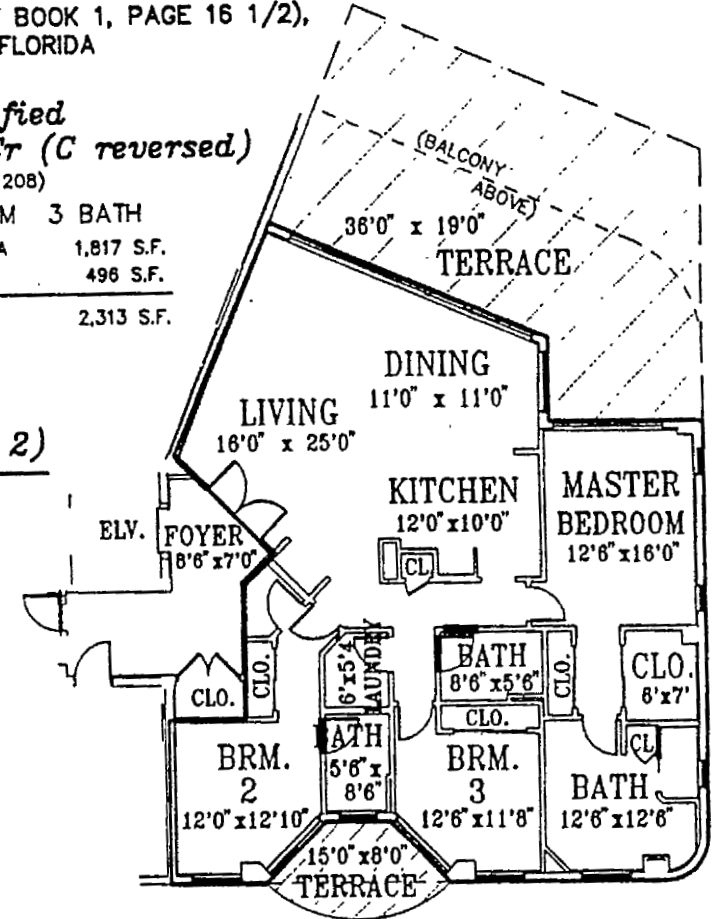 BOOK 1, PAGE 16 1/2),
FLORIDA
fied
(C reversed)
208)
M 3 BATH
A 1,817 S.F.
496 S.F.
2,313 S.F.
2)
(BALCONY
ABOVE)
36'0" x 19'0"
TERRACE
DINING
11'0" x 11'0"
LIVING
16'0" x 25'0"
KITCHEN
12'0"x10'0"
MASTER
BEDROOM
12'6"x16'0"
ELV.
FOYER
8'6"x7'0"
CL
CLO.
CLO.
6'x5'4
LAUNDRY
BATH
8'6"x5'6"
CLO.
CLO.
6'x7'
CLO.
CL
BRM.
2
12'0"x12'10"
BATH
5'6"x
8'6"
BRM.
3
12'6"x11'8"
BATH
12'6"x12'6"
15'0"x8'0"
TERRACE